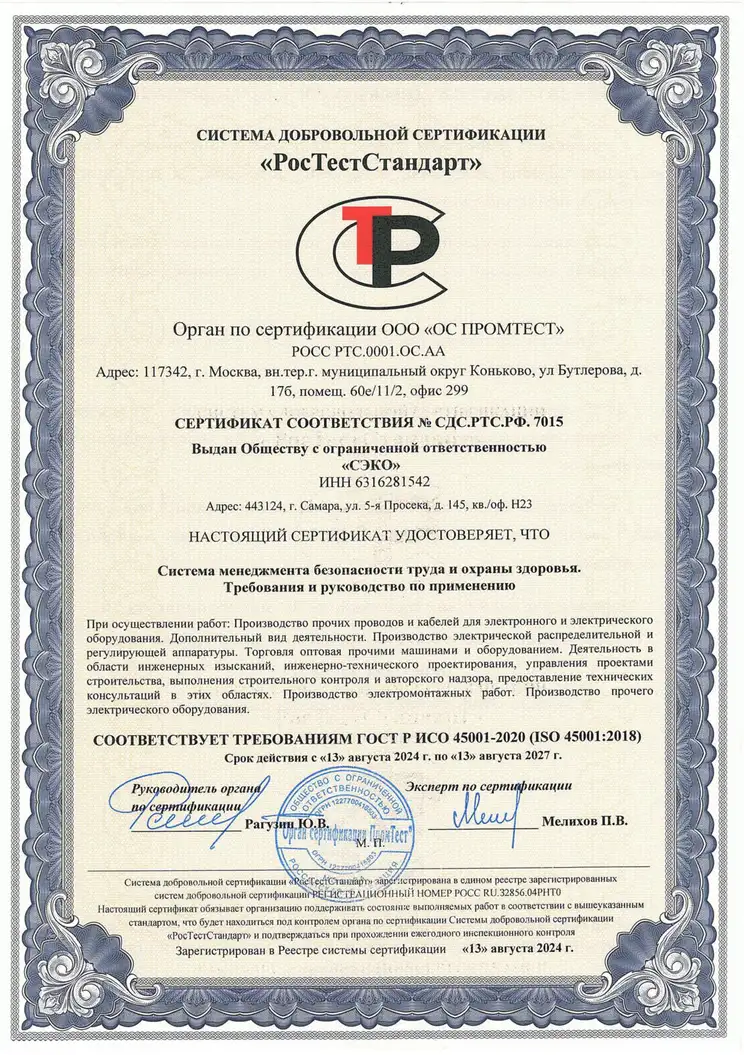 СИСТЕМА ДОБРОВОЛЬНОЙ СЕРТИФИКАЦИИ
«РосТестСтандарт»
СТР
Орган по сертификации ООО «ОС ПРОМТЕСТ»
РОСС РТС.0001.ОС.АА
Адрес: 117342, г. Москва, вн.тер.г. муниципальный округ Коньково, ул Бутлерова, д.
17б, помещ. 60е/11/2, офис 299
СЕРТИФИКАТ СООТВЕТСТВИЯ № СДС.РТС.РФ. 7015
Выдан Обществу с ограниченной ответственностью
«СЭКО»
ИНН 6316281542
Адрес: 443124, г. Самара, ул. 5-я Просека, д. 145, кв./оф. Н23
НАСТОЯЩИЙ СЕРТИФИКАТ УДОСТОВЕРЯЕТ, ЧТО
Система менеджмента безопасности труда и охраны здоровья.
Требования и руководство по применению
При осуществлении работ: Производство прочих проводов и кабелей для электронного и электрического
оборудования. Дополнительный вид деятельности. Производство электрической распределительной и
регулирующей аппаратуры. Торговля оптовая прочими машинами и оборудованием. Деятельность в
области инженерных изысканий, инженерно-технического проектирования, управления проектами
строительства, выполнения строительного контроля и авторского надзора, предоставление технических
консультаций в этих областях. Производство электромонтажных работ. Производство прочего
электрического оборудования.
СООТВЕТСТВУЕТ ТРЕБОВАНИЯМ ГОСТ Р ИСО 45001-2020 (ISO 45001:2018)
Срок действия с «13» августа 2024 г. по «13» августа 2027 г.
Руководитель органа
по сертификации
Рагузин Ю.В.
ОБЩЕСТВО С ОГРАНИЧЕННОЙ
ОТВЕТСТВЕННОСТЬЮ
"Орган сертификации ПромТест"
М. П.
Эксперт по сертификации
Мелихов П.В.
Система добровольной сертификации «РосТестСтандарт» зарегистрирована в едином реестре зарегистрированных
систем добровольной сертификации РЕГИСТРАЦИОННЫЙ НОМЕР РОСС RU.32856.04РНТ0
Настоящий сертификат обязывает организацию поддерживать состояние выполняемых работ в соответствии с вышеуказанным
стандартом, что будет находиться под контролем органа по сертификации Системы добровольной сертификации
«РосТестСтандарт» и подтверждаться при прохождении ежегодного инспекционного контроля
Зарегистрирован в Реестре системы сертификации «13» августа 2024 г.